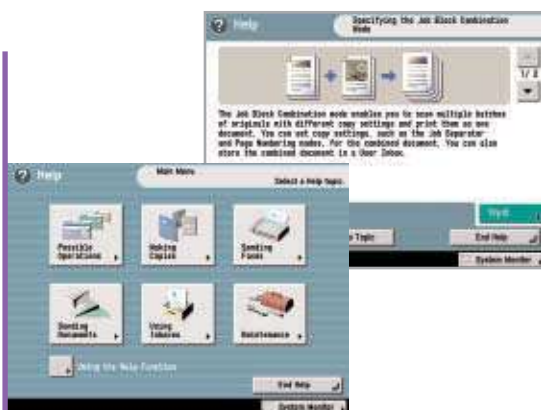 Help
Specifying the Job Block Combination
Mode
1/ 2
The Job Block Combination mode enables you to scan multiple batches
of originals with different copy settings and print them as one
document. You can set copy settings, such as the Job Separator
and Page Numbering modes, for the combined document. You can also
store the combined document in a User Inbox.
Topic
End Help
System Monitor
Help
Main Menu
Select a Help topic.
Possible
Operations
Making
Copies
Sending
Faxes
Sending
Documents
Using
Inboxes
Maintenance
Using the Help Function
End Help
System Monitor